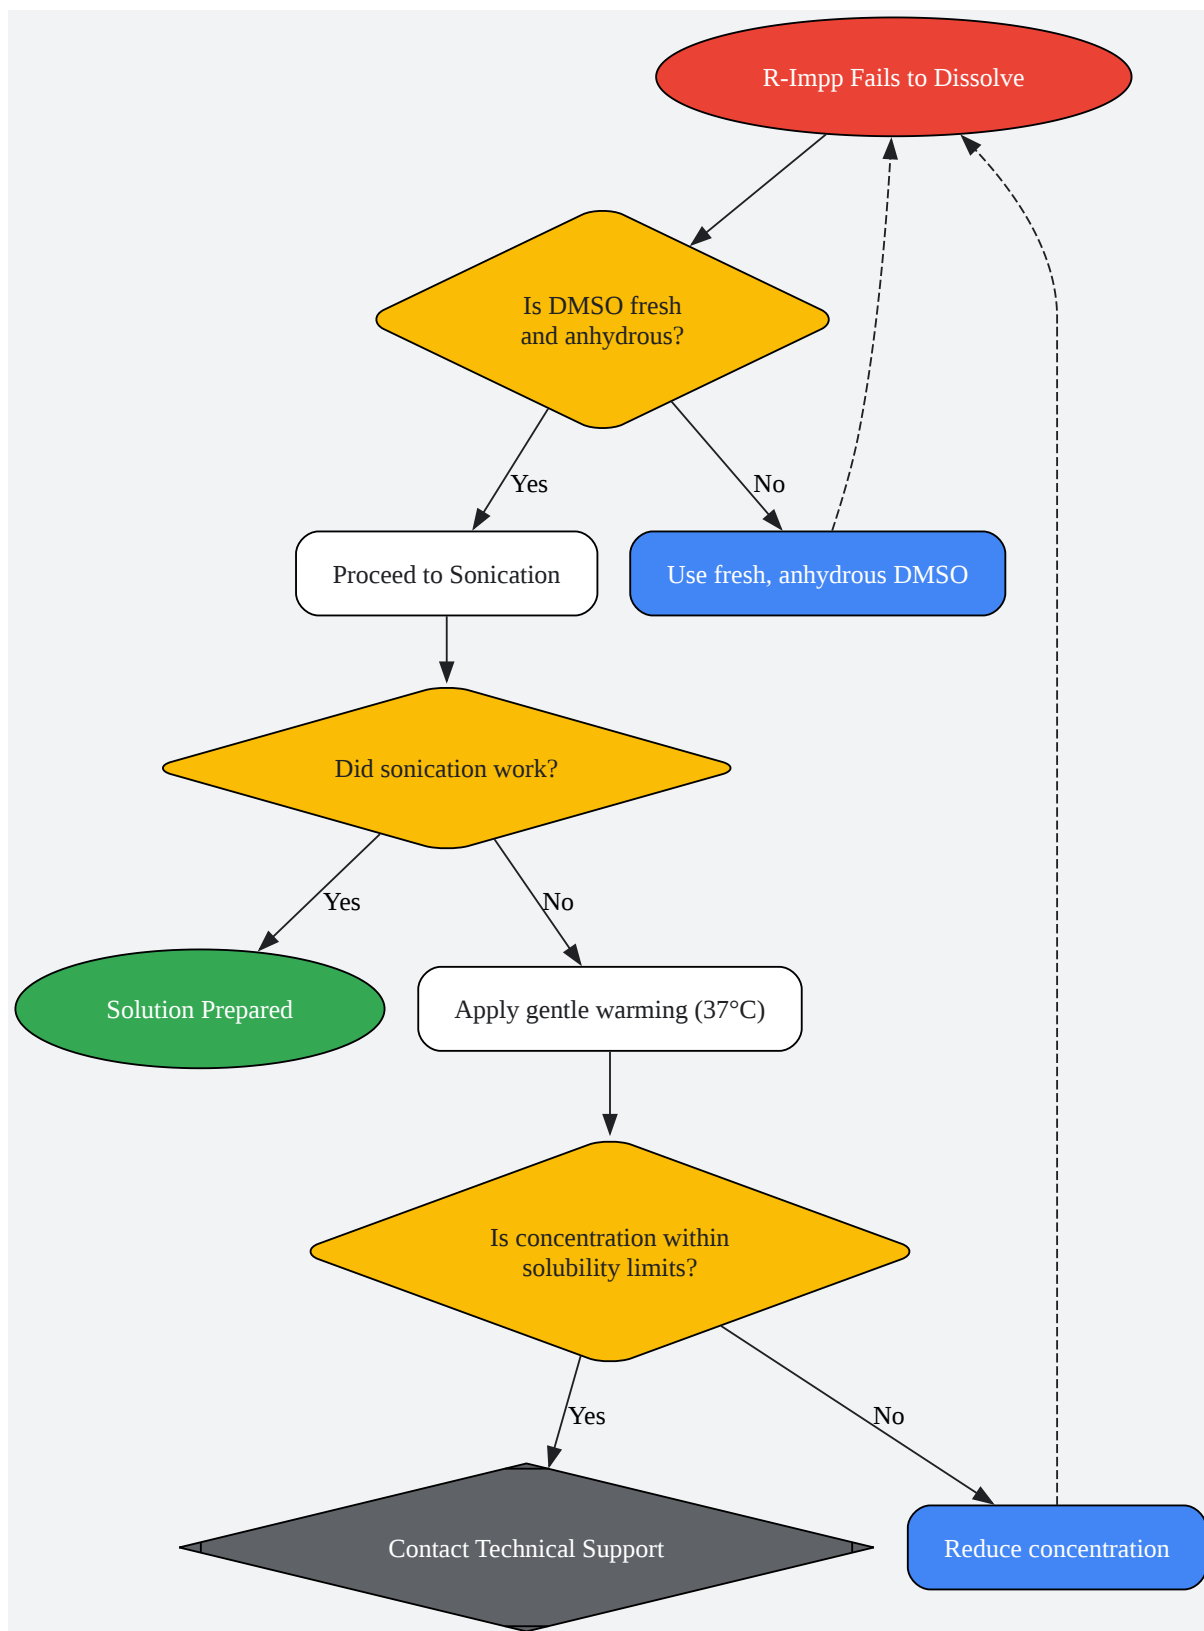 R-Impp Fails to Dissolve
Is DMSO fresh
and anhydrous?
Yes
No
Proceed to Sonication
Use fresh, anhydrous DMSO
Did sonication work?
Yes
No
Solution Prepared
Apply gentle warming (37°C)
Is concentration within
solubility limits?
Yes
No
Contact Technical Support
Reduce concentration